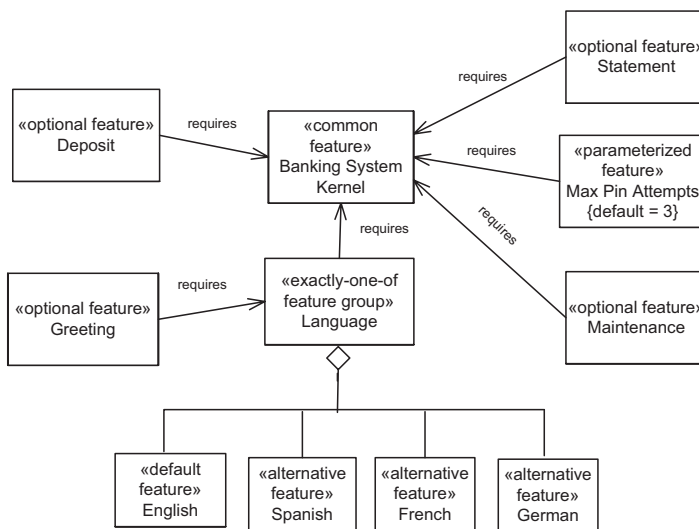 «optional feature»
Statement
requires
«optional feature»
Deposit
requires
«common
feature»
Banking System
Kernel
requires
«parameterized
feature»
Max Pin Attempts
{default = 3}
requires
requires
«optional feature»
Greeting
requires
«exactly-one-of
feature group»
Language
«optional feature»
Maintenance
«default
feature»
English
«alternative
feature»
Spanish
«alternative
feature»
French
«alternative
feature»
German